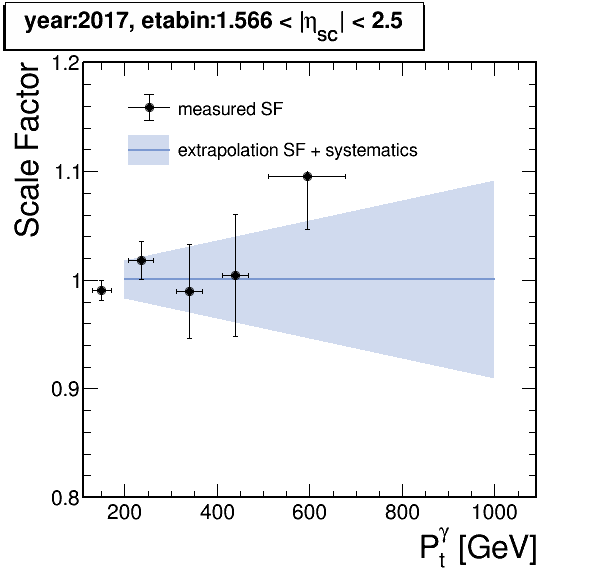 year:2017, etabin:1.566 < |η_SC| < 2.5
Scale Factor
measured SF
extrapolation SF + systematics
1.2
1.1
1
0.9
0.8
200 400 600 800 1000
P_t^γ [GeV]